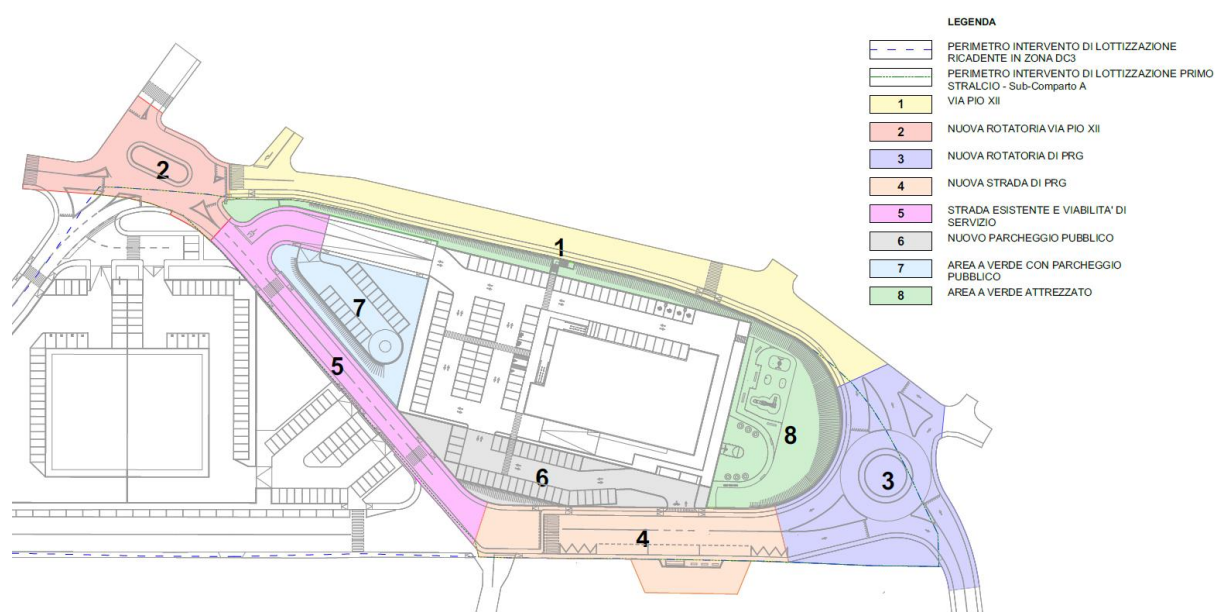 LEGENDA
PERIMETRO INTERVENTO DI LOTTIZZAZIONE
RICADENTE IN ZONA DC3
PERIMETRO INTERVENTO DI LOTTIZZAZIONE PRIMO
STRALCIO - Sub-Comparto A
1 VIA PIO XII
2 NUOVA ROTATORIA VIA PIO XII
3 NUOVA ROTATORIA DI PRG
4 NUOVA STRADA DI PRG
5 STRADA ESISTENTE E VIABILITA' DI
SERVIZIO
6 NUOVO PARCHEGGIO PUBBLICO
7 AREA A VERDE CON PARCHEGGIO
PUBBLICO
8 AREA A VERDE ATTREZZATO
2
1
7
5
8
6
3
4